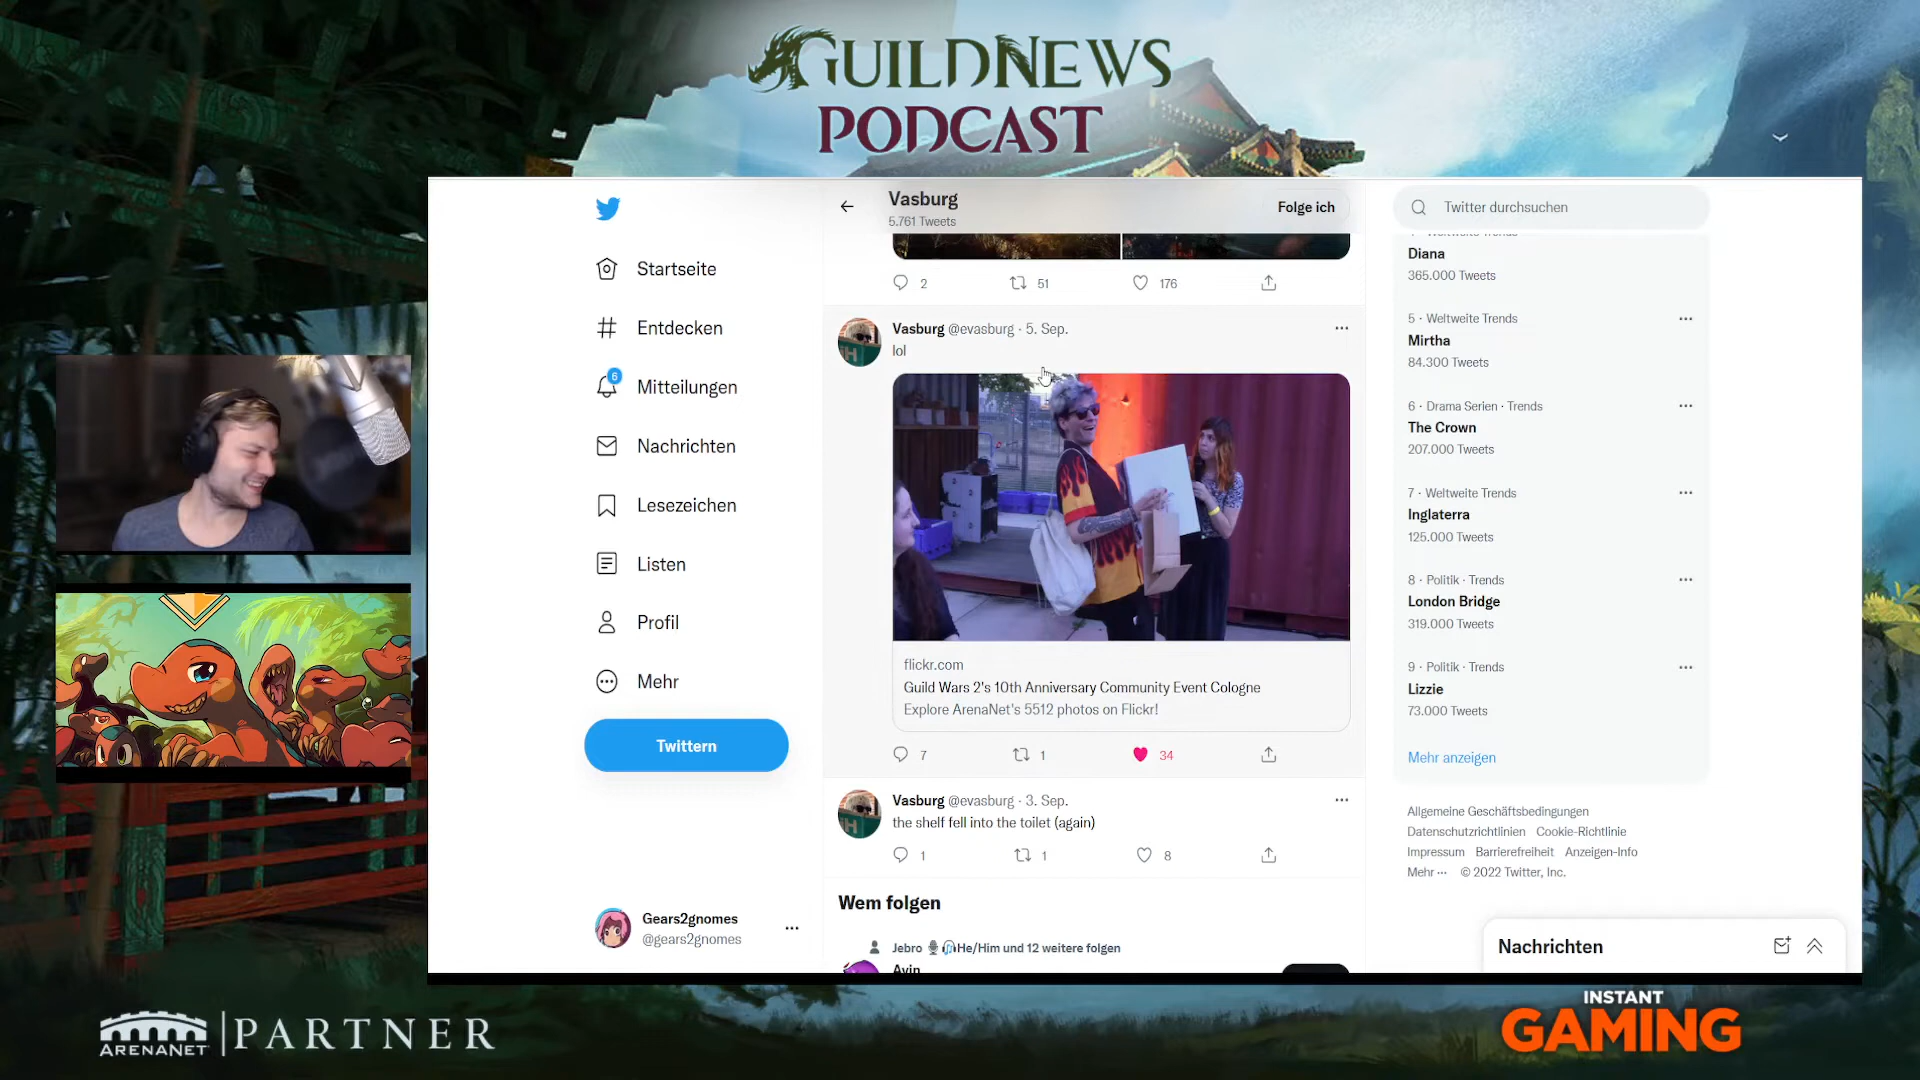 GUILDNEWS
PODCAST
Vasburg
5.761 Tweets
Folge ich
Twitter durchsuchen
Startseite
Entdecken
6
Mitteilungen
Nachrichten
Lesezeichen
Listen
Profil
Mehr
Twittern
Gears2gnomes
@gears2gnomes
2
51
176
Vasburg @evasburg · 5. Sep.
lol
flickr.com
Guild Wars 2's 10th Anniversary Community Event Cologne
Explore ArenaNet's 5512 photos on Flickr!
7
1
34
Vasburg @evasburg · 3. Sep.
the shelf fell into the toilet (again)
1
1
8
Wem folgen
Jebro He/Him und 12 weitere folgen
Avin
Weltweite Trends
Diana
365.000 Tweets
5 · Weltweite Trends
Mirtha
84.300 Tweets
6 · Drama Serien · Trends
The Crown
207.000 Tweets
7 · Weltweite Trends
Inglaterra
125.000 Tweets
8 · Politik · Trends
London Bridge
319.000 Tweets
9 · Politik · Trends
Lizzie
73.000 Tweets
Mehr anzeigen
Allgemeine Geschäftsbedingungen
Datenschutzrichtlinien Cookie-Richtlinie
Impressum Barrierefreiheit Anzeigen-Info
Mehr ··· © 2022 Twitter, Inc.
Nachrichten
ARENANET | PARTNER
INSTANT
GAMING